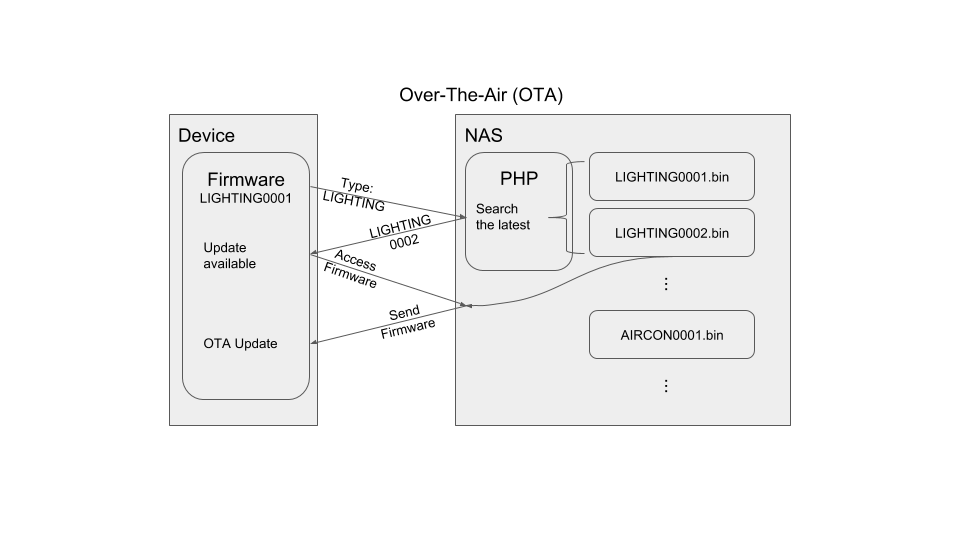 Over-The-Air (OTA)
Device
Firmware
LIGHTING0001
Update
available
OTA Update
Type:
LIGHTING
LIGHTING
0002
Access
Firmware
Send
Firmware
NAS
PHP
Search
the latest
LIGHTING0001.bin
LIGHTING0002.bin
⋮
AIRCON0001.bin
⋮